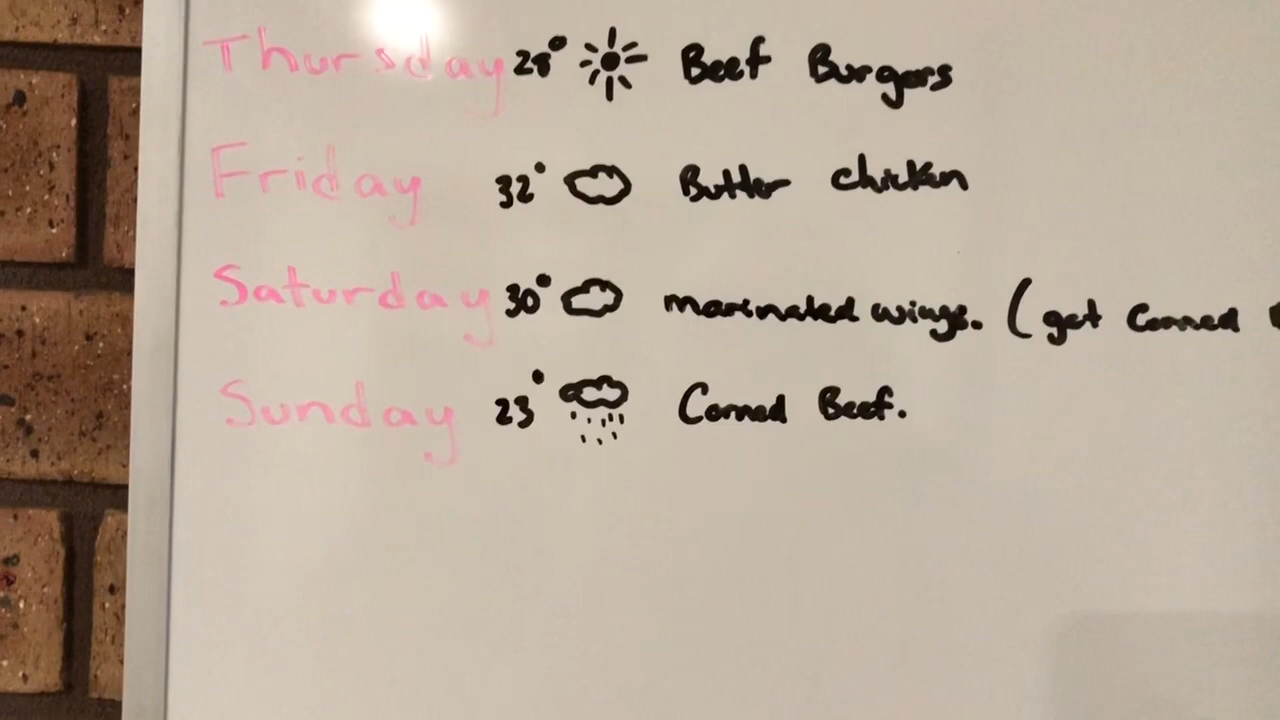 Thursday 28° Beef Burgers
Friday 32° Butter chicken
Saturday 30° marinated wings. (get Corned
Sunday 23° Corned Beef.